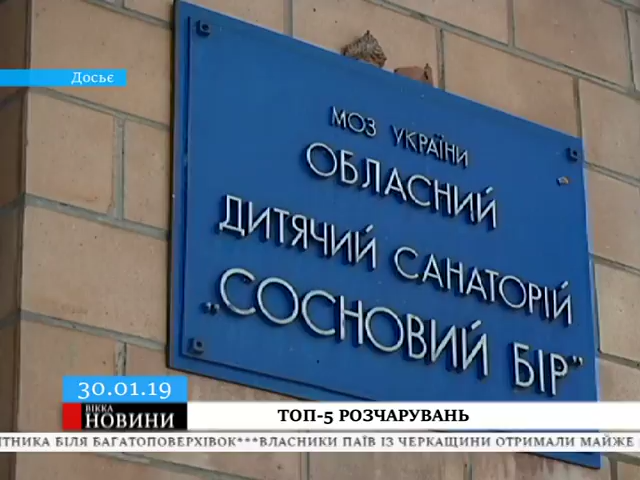 Досьє
МОЗ УКРАЇНИ
ОБЛАСНИЙ
ДИТЯЧИЙ САНАТОРІЙ
„СОСНОВИЙ БІР”
30.01.19
ВІККА
НОВИНИ
ТОП-5 РОЗЧАРУВАНЬ
БІЛЯ БАГАТОПОВЕРХІВОК***ВЛАСНИКИ ПАЇВ ІЗ ЧЕРКАЩИНИ ОТРИМАЛИ МАЙЖЕ